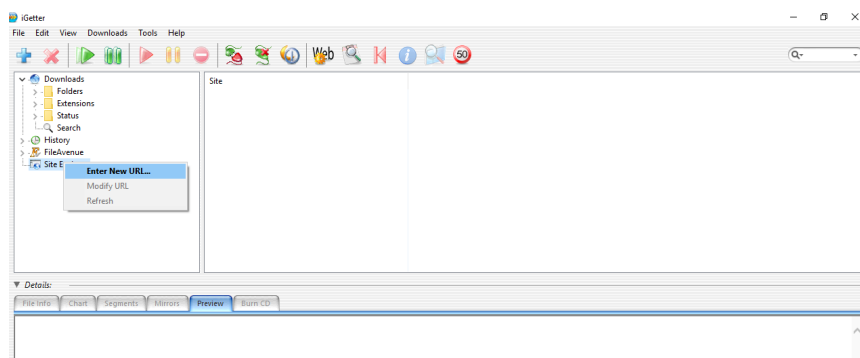 iGetter
File Edit View Downloads Tools Help
Web
50
Downloads
Folders
Extensions
Status
Search
History
FileAvenue
Site E
Enter New URL...
Modify URL
Refresh
Site
Details:
File Info Chart Segments Mirrors Preview Burn CD